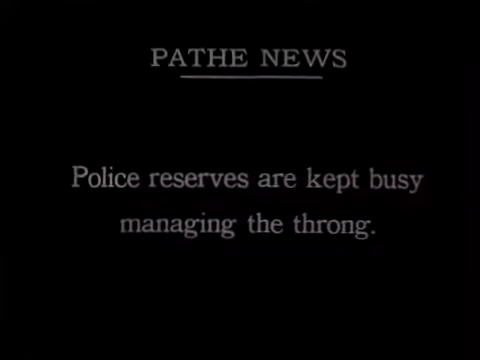 PATHE NEWS
Police reserves are kept busy
managing the throng.